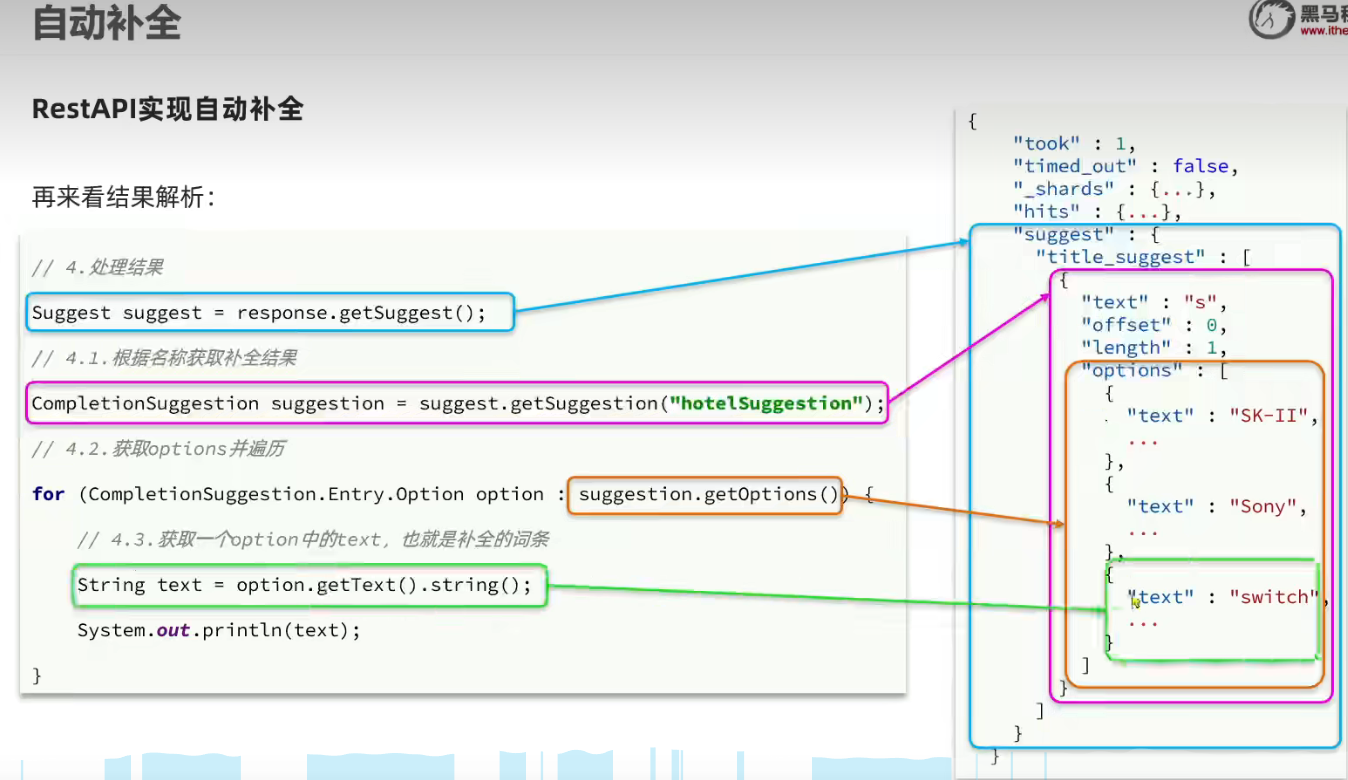 自动补全
RestAPI实现自动补全
再来看结果解析：
// 4.处理结果
Suggest suggest = response.getSuggest();
// 4.1.根据名称获取补全结果
CompletionSuggestion suggestion = suggest.getSuggestion("hotelSuggestion");
// 4.2.获取options并遍历
for (CompletionSuggestion.Entry.Option option : suggestion.getOptions()) {
// 4.3.获取一个option中的text，也就是补全的词条
String text = option.getText().string();
System.out.println(text);
}
黑马程
www.ithe
{
"took" : 1,
"timed_out" : false,
"_shards" : {...},
"hits" : {...},
"suggest" : {
"title_suggest" : [
{
"text" : "s",
"offset" : 0,
"length" : 1,
"options" : [
{
"text" : "SK-II",
...
},
{
"text" : "Sony",
...
},
{
"text" : "switch",
...
}
]
}
]
}
}